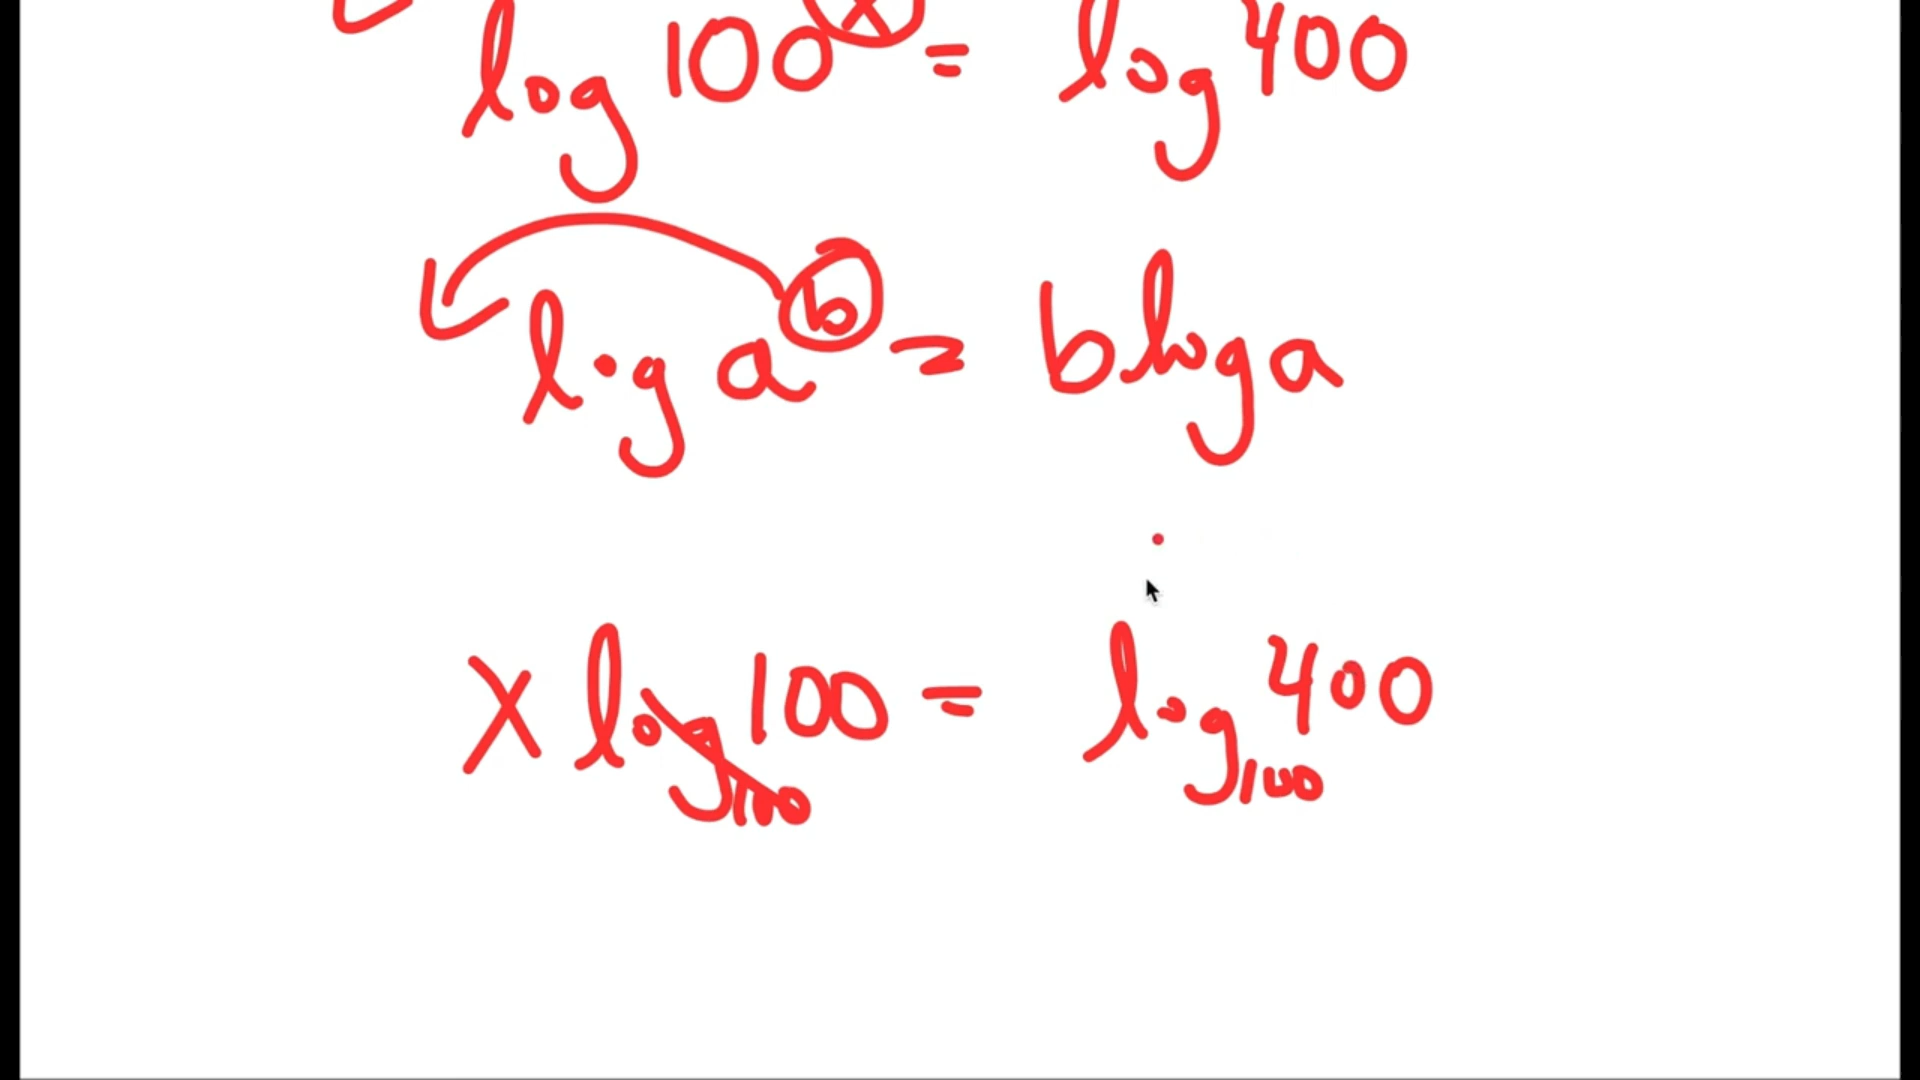 log 100^x = log 400
log a^b = b log a
x log_100 100 = log_100 400